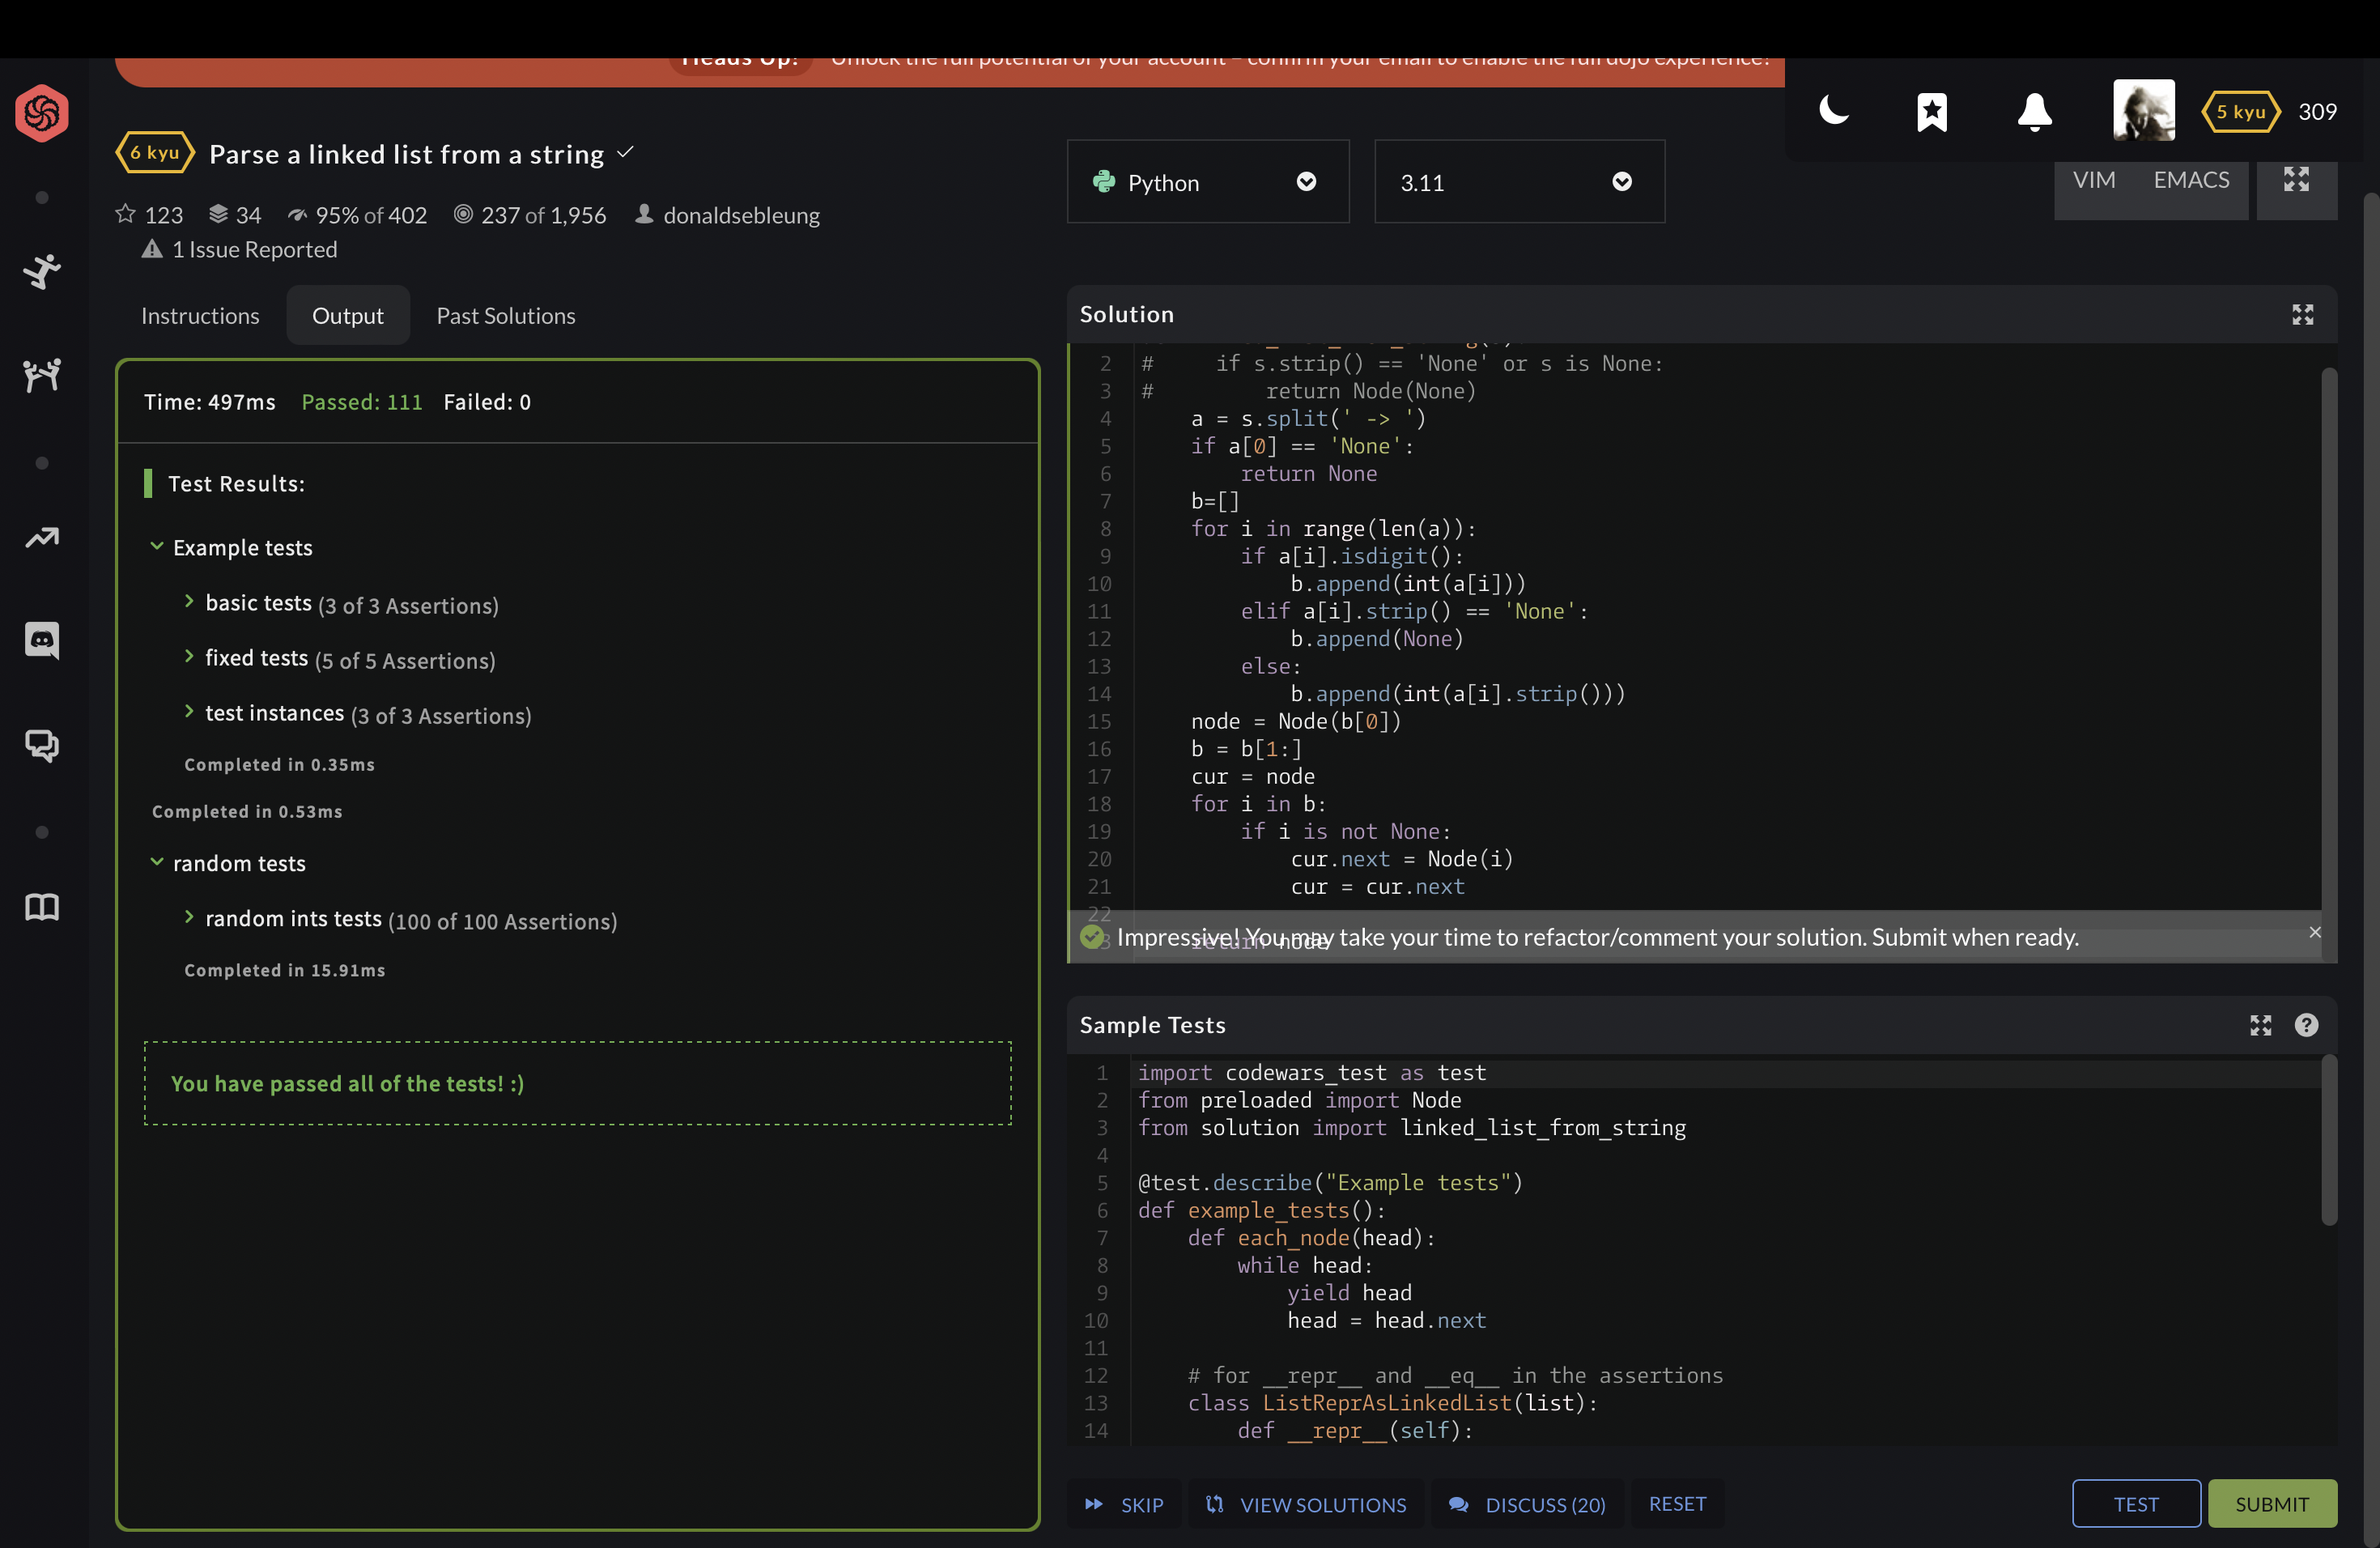 Heads Up! Unlock the full potential of your account – confirm your email to enable the full dojo experience!
5 kyu 309
6 kyu Parse a linked list from a string
123 34 95% of 402 237 of 1,956 donaldsebleung
1 Issue Reported
Python 3.11 VIM EMACS
Instructions Output Past Solutions
Time: 497ms Passed: 111 Failed: 0
Test Results:
Example tests
basic tests (3 of 3 Assertions)
fixed tests (5 of 5 Assertions)
test instances (3 of 3 Assertions)
Completed in 0.35ms
Completed in 0.53ms
random tests
random ints tests (100 of 100 Assertions)
Completed in 15.91ms
You have passed all of the tests! :)
Solution
2 #     if s.strip() == 'None' or s is None:
3 #         return Node(None)
4     a = s.split(' -> ')
5     if a[0] == 'None':
6         return None
7     b=[]
8     for i in range(len(a)):
9         if a[i].isdigit():
10             b.append(int(a[i]))
11         elif a[i].strip() == 'None':
12             b.append(None)
13         else:
14             b.append(int(a[i].strip()))
15     node = Node(b[0])
16     b = b[1:]
17     cur = node
18     for i in b:
19         if i is not None:
20             cur.next = Node(i)
21             cur = cur.next
22
return node
Impressive! You may take your time to refactor/comment your solution. Submit when ready.
Sample Tests
1 import codewars_test as test
2 from preloaded import Node
3 from solution import linked_list_from_string
4
5 @test.describe("Example tests")
6 def example_tests():
7     def each_node(head):
8         while head:
9             yield head
10             head = head.next
11
12     # for __repr__ and __eq__ in the assertions
13     class ListReprAsLinkedList(list):
14         def __repr__(self):
SKIP VIEW SOLUTIONS DISCUSS (20) RESET TEST SUBMIT